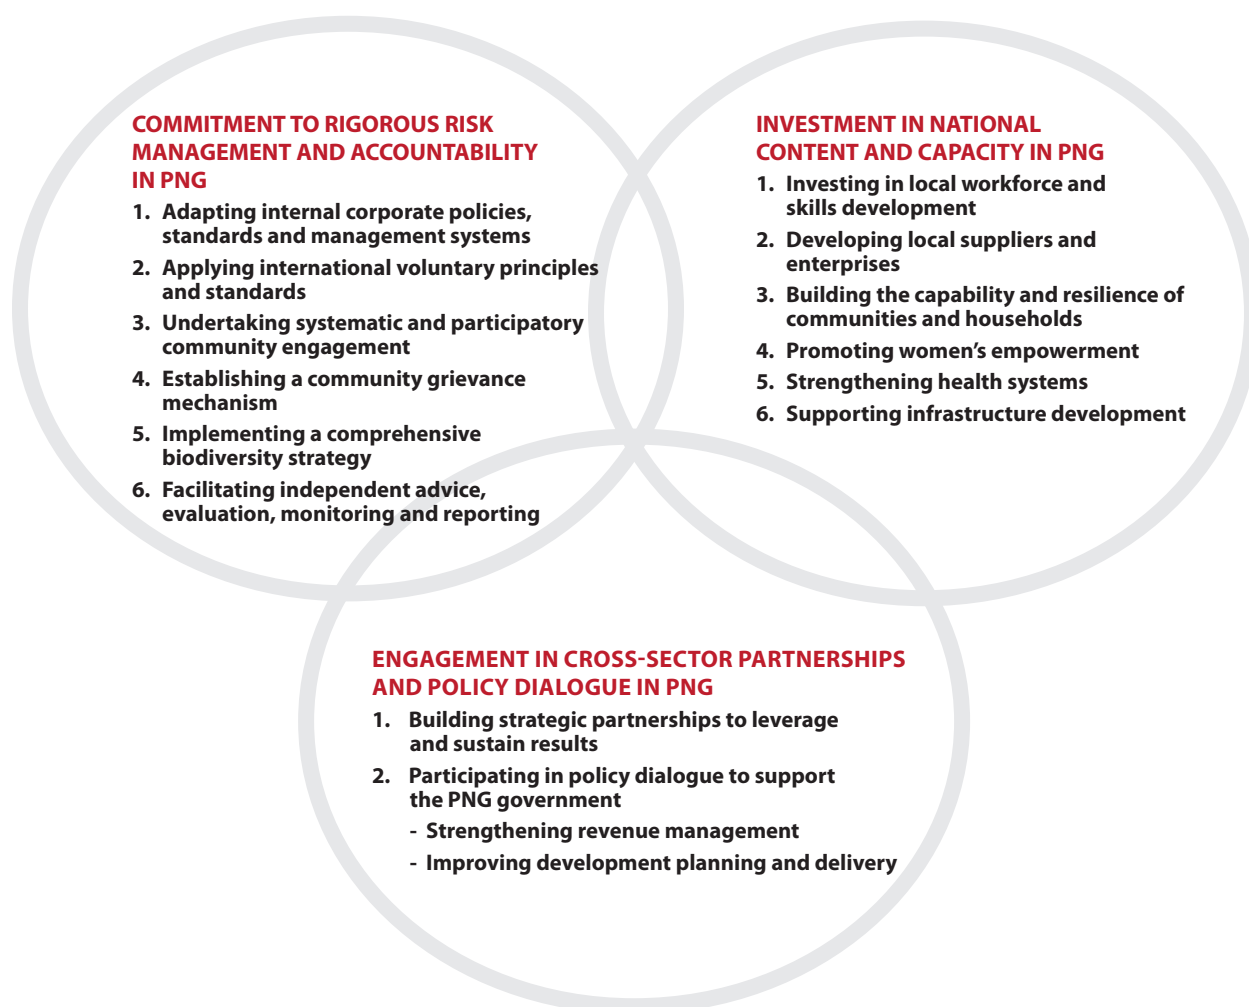 COMMITMENT TO RIGOROUS RISK
MANAGEMENT AND ACCOUNTABILITY
IN PNG
1. Adapting internal corporate policies,
standards and management systems
2. Applying international voluntary principles
and standards
3. Undertaking systematic and participatory
community engagement
4. Establishing a community grievance
mechanism
5. Implementing a comprehensive
biodiversity strategy
6. Facilitating independent advice,
evaluation, monitoring and reporting
INVESTMENT IN NATIONAL
CONTENT AND CAPACITY IN PNG
1. Investing in local workforce and
skills development
2. Developing local suppliers and
enterprises
3. Building the capability and resilience of
communities and households
4. Promoting women’s empowerment
5. Strengthening health systems
6. Supporting infrastructure development
ENGAGEMENT IN CROSS-SECTOR PARTNERSHIPS
AND POLICY DIALOGUE IN PNG
1. Building strategic partnerships to leverage
and sustain results
2. Participating in policy dialogue to support
the PNG government
- Strengthening revenue management
- Improving development planning and delivery